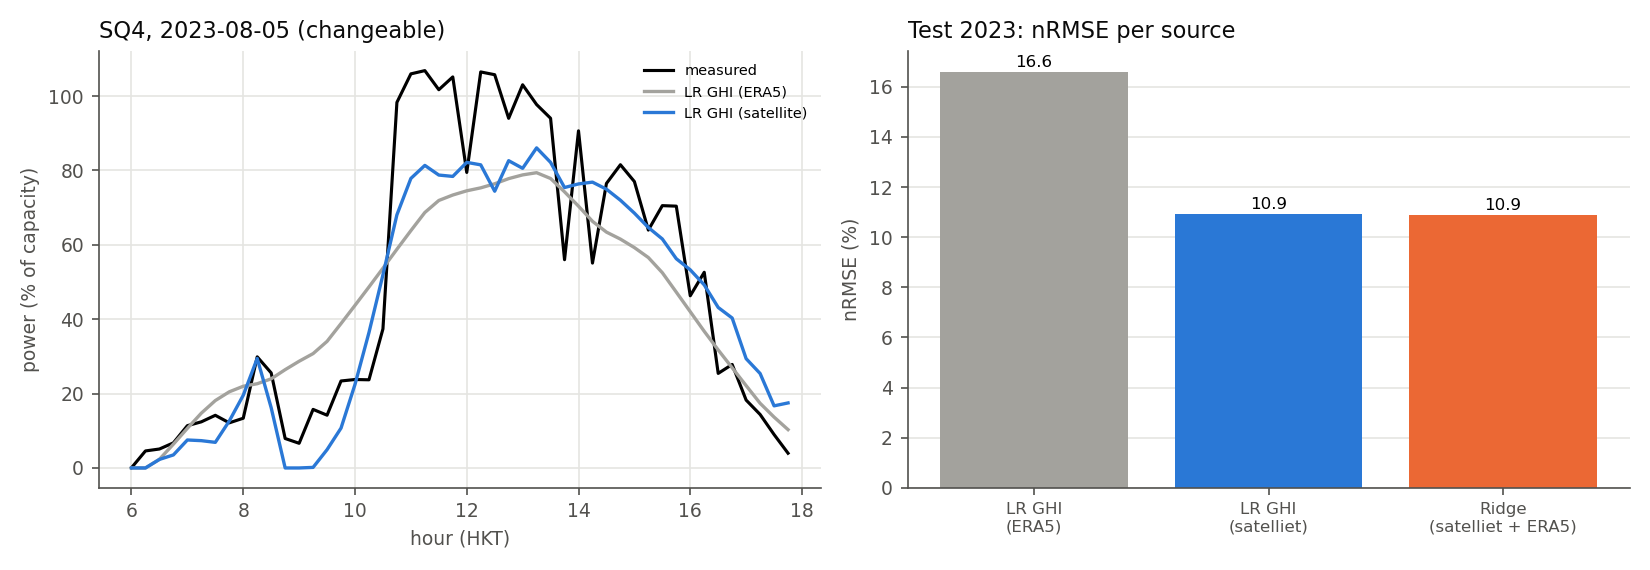 SQ4, 2023-08-05 (changeable)
power (% of capacity)
100
80
60
40
20
0
6
8
10
12
14
16
18
hour (HKT)
measured
LR GHI (ERA5)
LR GHI (satellite)
Test 2023: nRMSE per source
nRMSE (%)
16
14
12
10
8
6
4
2
0
16.6
10.9
10.9
LR GHI
(ERA5)
LR GHI
(satelliet)
Ridge
(satelliet + ERA5)